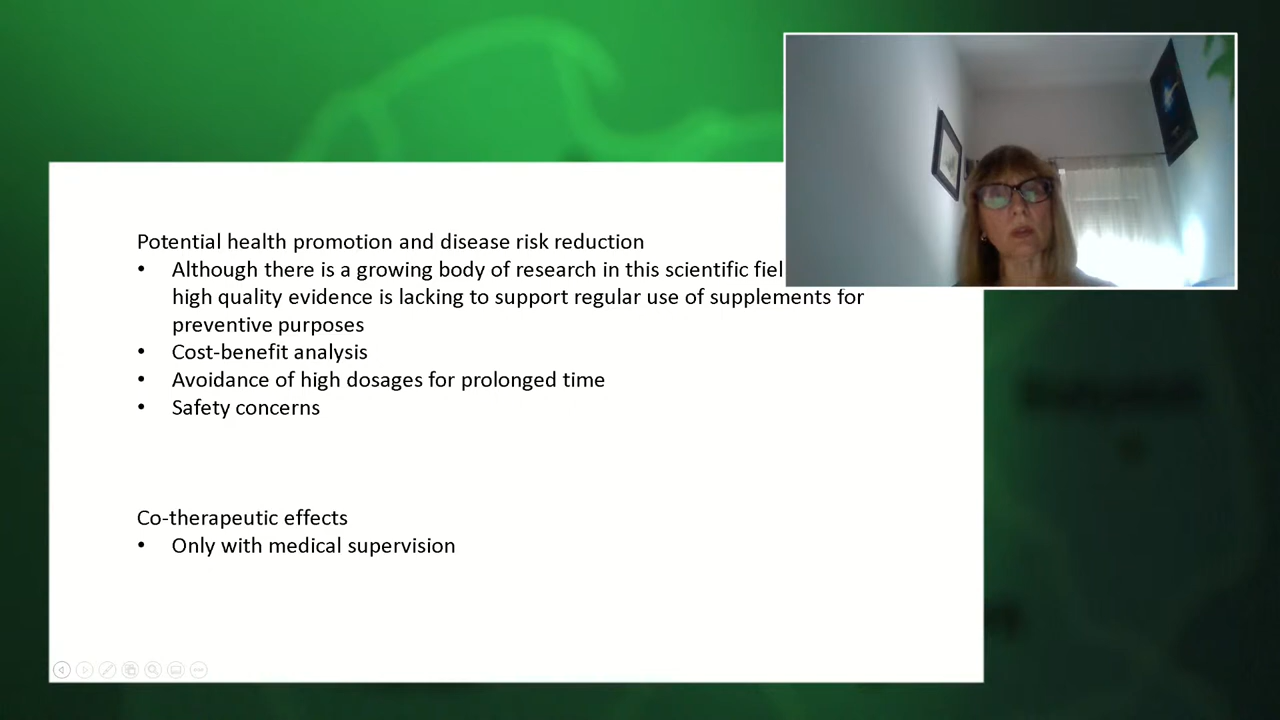 Potential health promotion and disease risk reduction
• Although there is a growing body of research in this scientific fiel
high quality evidence is lacking to support regular use of supplements for
preventive purposes
• Cost-benefit analysis
• Avoidance of high dosages for prolonged time
• Safety concerns
Co-therapeutic effects
• Only with medical supervision